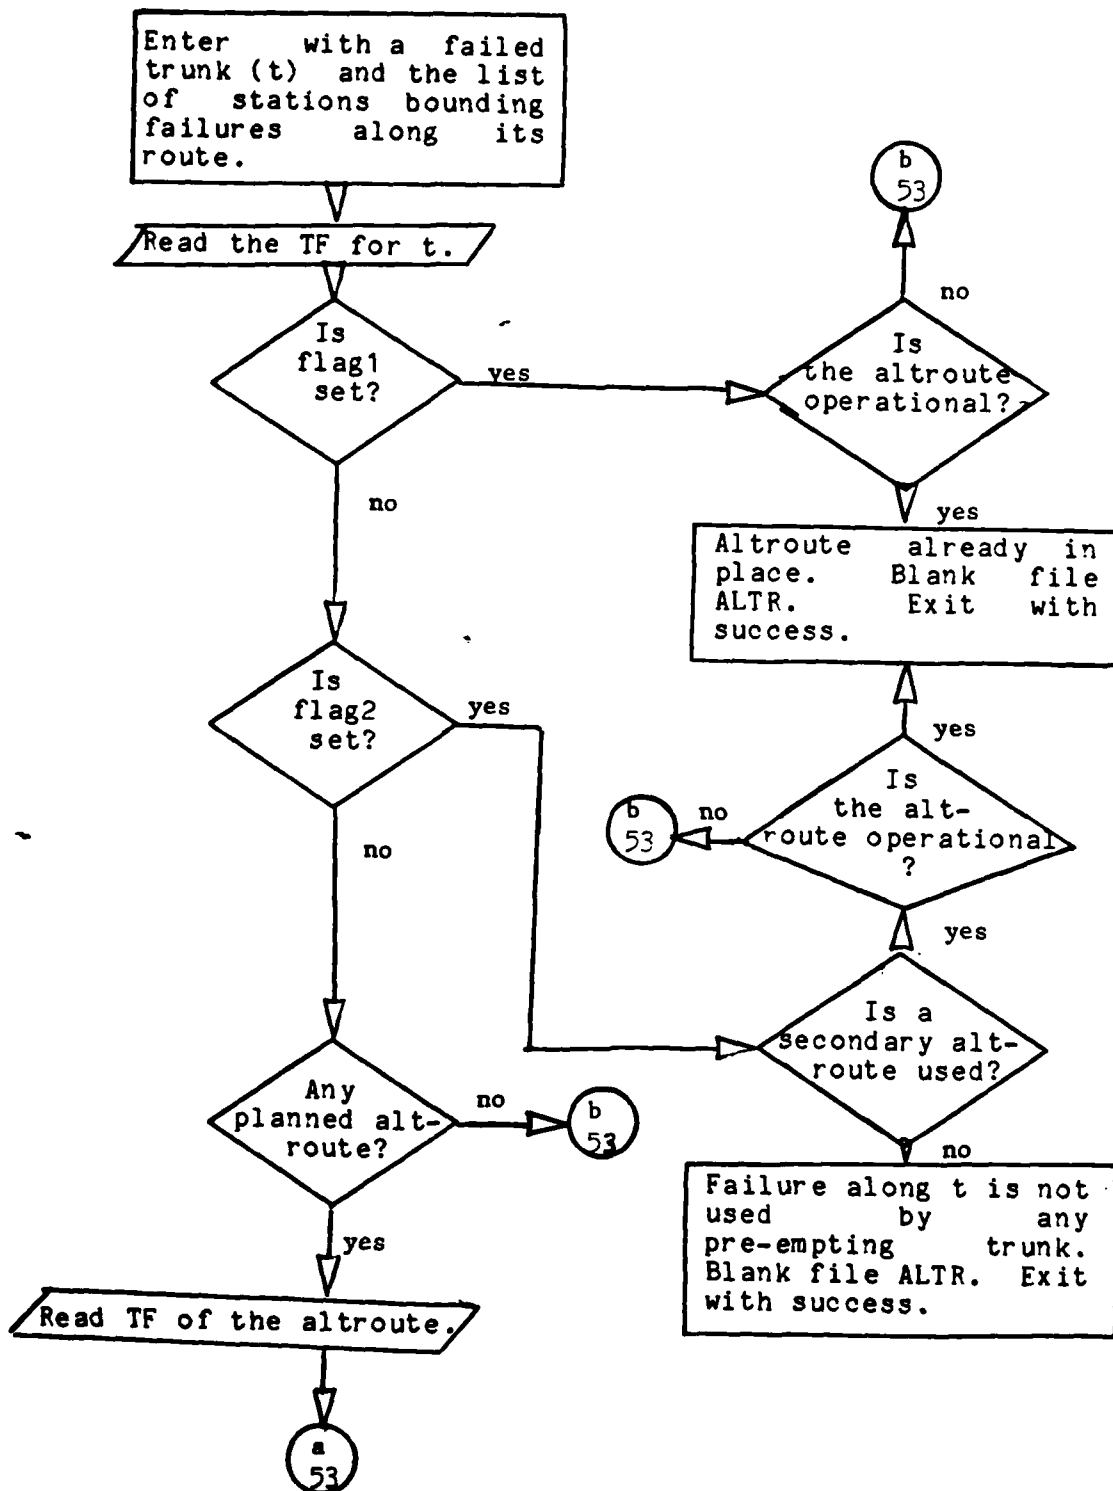 Enter with a failed
trunk (t) and the list
of stations bounding
failures along its
route.
b
53
Read the TF for t.
no
Is
flag1
set?
yes
Is
the altroute
operational?
no
yes
Altroute already in
place. Blank file
ALTR. Exit with
success.
Is
flag2
set?
yes
yes
Is
the alt-
route operational
?
b
53
no
no
yes
Is a
secondary alt-
route used?
Any
planned alt-
route?
no
b
53
no
Failure along t is not
used by any
pre-empting trunk.
Blank file ALTR. Exit
with success.
yes
Read TF of the altroute.
a
53